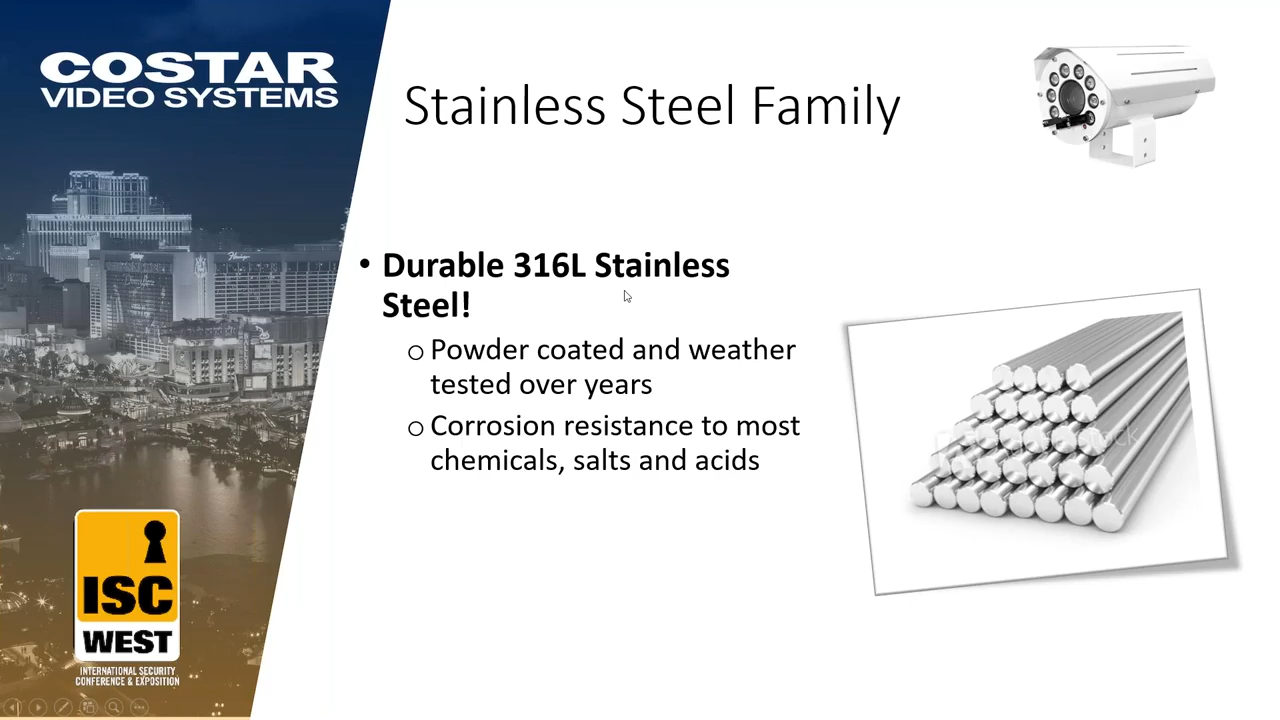 COSTAR
VIDEO SYSTEMS
Stainless Steel Family
• Durable 316L Stainless
Steel!
o Powder coated and weather
tested over years
o Corrosion resistance to most
chemicals, salts and acids
ISC
WEST
INTERNATIONAL SECURITY
CONFERENCE & EXPOSITION
Flamingo